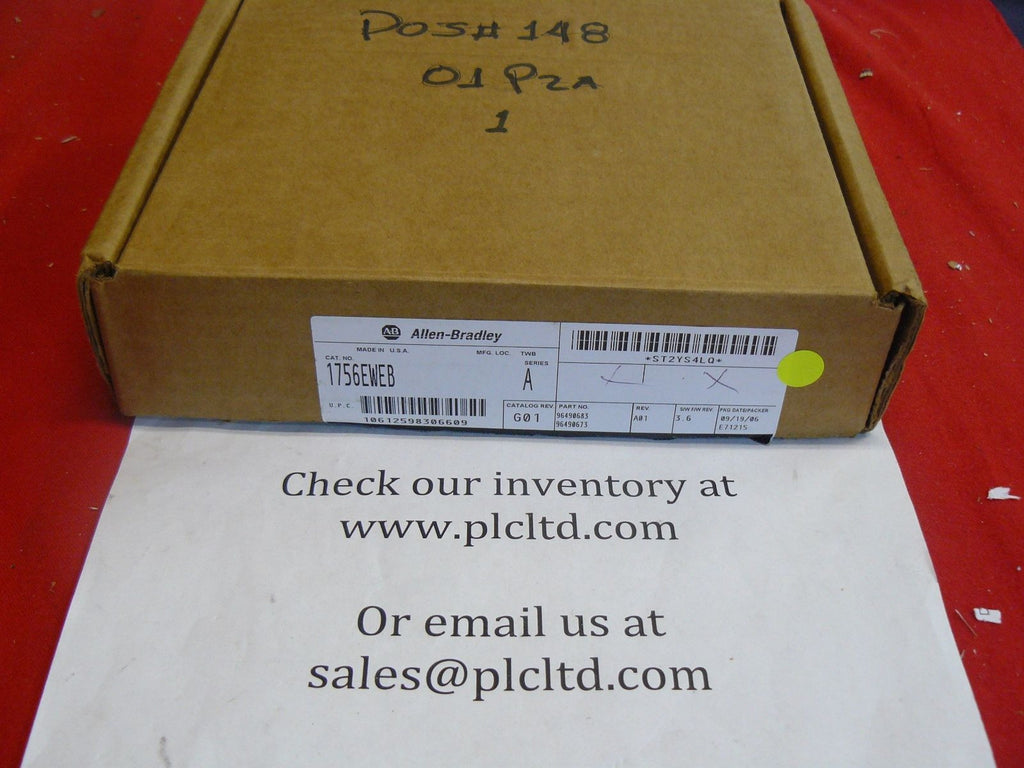 POS# 148
01 PZA
1
AB Allen-Bradley
MADE IN U.S.A.
MFG. LOC. TWB
CAT. NO.
SERIES
1756EWEB
A
*ST2YS4LQ*
U.P.C.
10612598306609
CATALOG REV
G01
PART NO.
96490683
96490673
REV
A01
S/W F/W REV.
3.6
PKG DATE/PACKER
09/19/06
E71215
Check our inventory at
www.plcltd.com
Or email us at
sales@plcltd.com